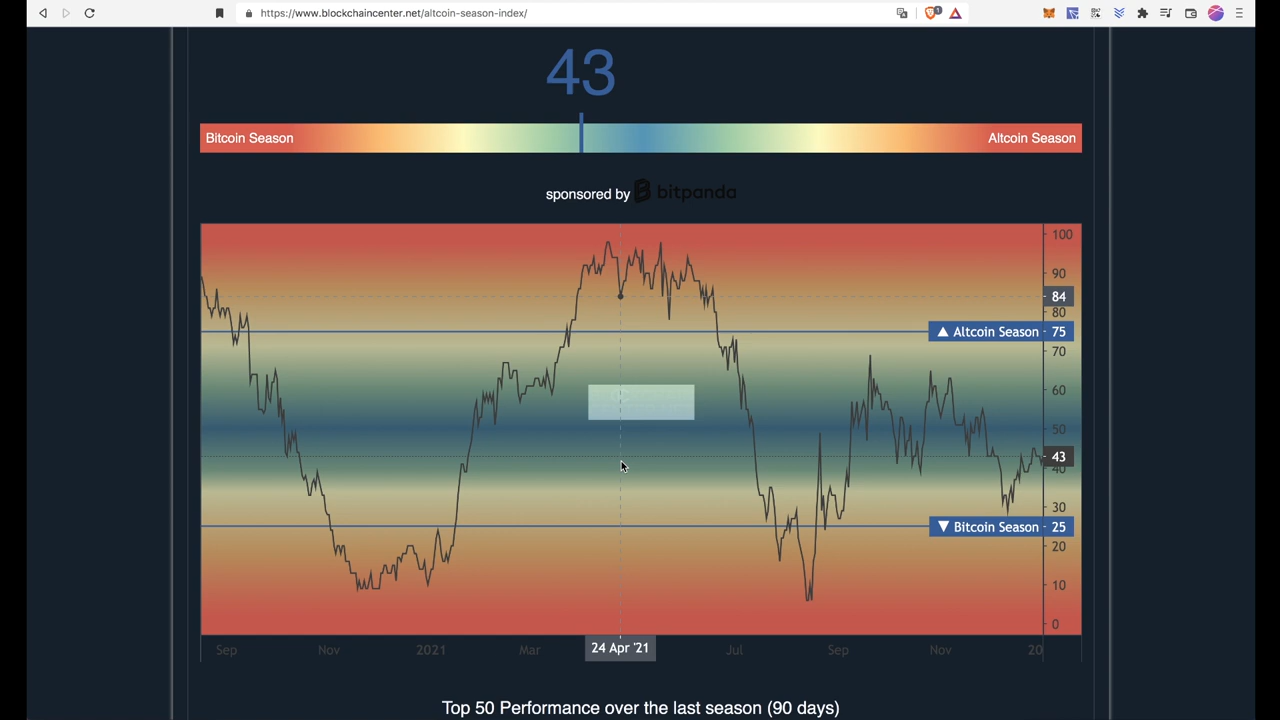 https://www.blockchaincenter.net/altcoin-season-index/
1
43
Bitcoin Season
Altcoin Season
sponsored by bitpanda
100
90
84
80
▲ Altcoin Season 75
70
60
50
43
40
30
▼ Bitcoin Season 25
20
10
0
Sep Nov 2021 Mar 24 Apr '21 Jul Sep Nov 20
Top 50 Performance over the last season (90 days)